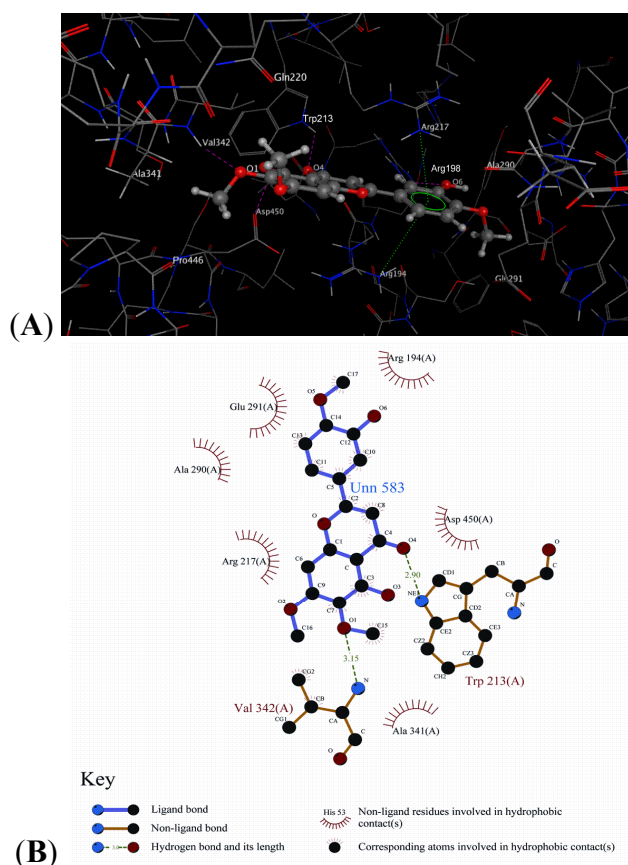 Gln220
Trp213
Arg217
Val342
O1
O4
Arg198
Ala290
Ala341
O6
Asp450
Pro446
Arg194
291
(A)
C17
Arg 194(A)
O5
Glu 291(A)
C14
O6
C13
C12
Ala 290(A)
C11
C10
C5
Unn 583
C2
C8
O
Asp 450(A)
C1
C4
O4
O
Arg 217(A)
C6
C
CB
C
2.90
CD1
C9
C3
CG
CA
O2
C7
O3
CD2
N
O1
C15
CE2
CE3
C16
CZ2
CZ3
3.15
CH2
Trp 213(A)
CG2
N
Val 342(A)
CB
CG1
CA
Ala 341(A)
C
O
Key
Ligand bond
His 53
Non-ligand residues involved in hydrophobic
contact(s)
Non-ligand bond
3.0
Hydrogen bond and its length
Corresponding atoms involved in hydrophobic contact(s)
(B)